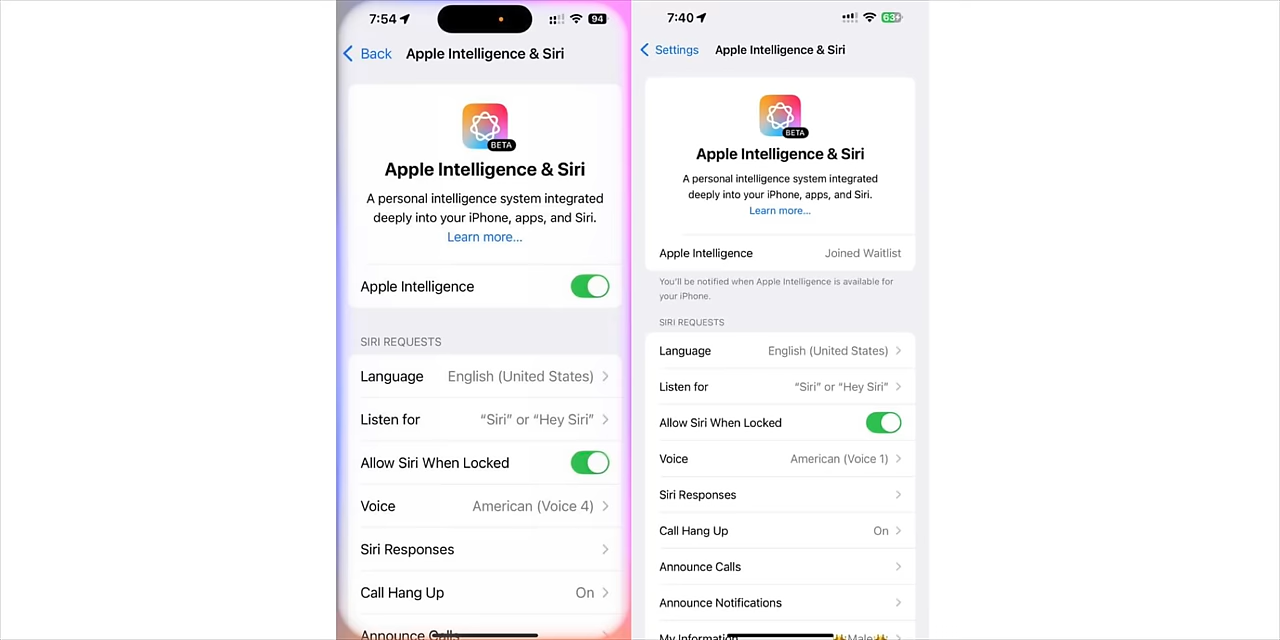 7:54
94
Back
Apple Intelligence & Siri
BETA
Apple Intelligence & Siri
A personal intelligence system integrated
deeply into your iPhone, apps, and Siri.
Learn more...
Apple Intelligence
SIRI REQUESTS
Language English (United States)
Listen for “Siri” or “Hey Siri”
Allow Siri When Locked
Voice American (Voice 4)
Siri Responses
Call Hang Up On
Announce Calls
7:40
63
Settings
Apple Intelligence & Siri
BETA
Apple Intelligence & Siri
A personal intelligence system integrated
deeply into your iPhone, apps, and Siri.
Learn more...
Apple Intelligence Joined Waitlist
You'll be notified when Apple Intelligence is available for
your iPhone.
SIRI REQUESTS
Language English (United States)
Listen for “Siri” or “Hey Siri”
Allow Siri When Locked
Voice American (Voice 1)
Siri Responses
Call Hang Up On
Announce Calls
Announce Notifications
My Information 👑Male👑